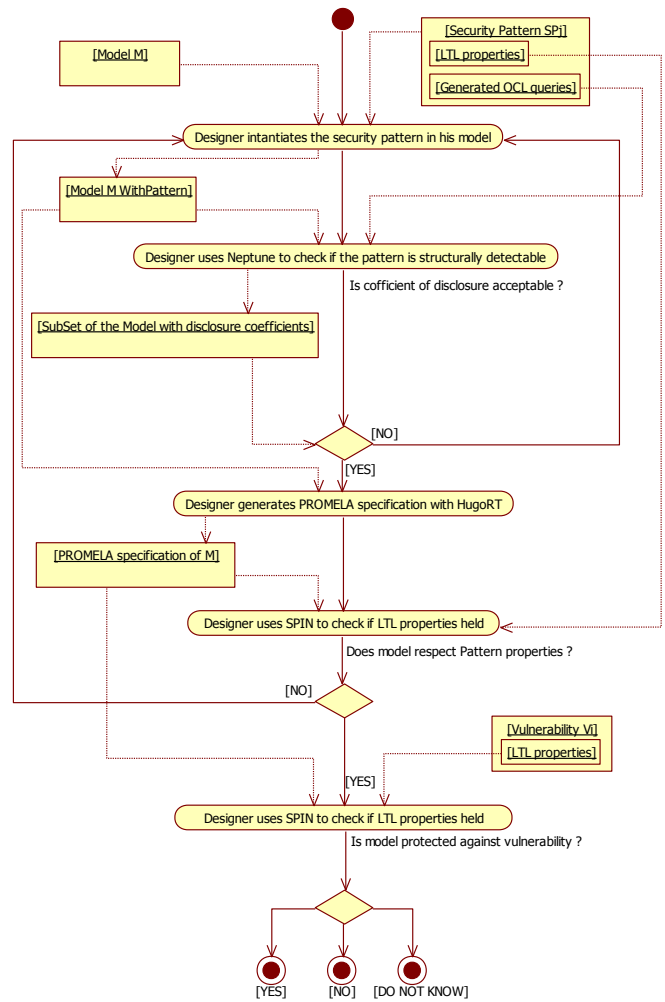 [Security Pattern SPj]
[Model M]
[LTL properties]
[Generated OCL queries]
Designer intantiates the security pattern in his model
[Model M WithPattern]
Designer uses Neptune to check if the pattern is structurally detectable
Is cofficient of disclosure acceptable ?
[SubSet of the Model with disclosure coefficients]
[NO]
[YES]
Designer generates PROMELA specification with HugoRT
[PROMELA specification of M]
Designer uses SPIN to check if LTL properties held
Does model respect Pattern properties ?
[NO]
[Vulnerability Vi]
[LTL properties]
[YES]
Designer uses SPIN to check if LTL properties held
Is model protected against vulnerability ?
[YES]
[NO]
[DO NOT KNOW]